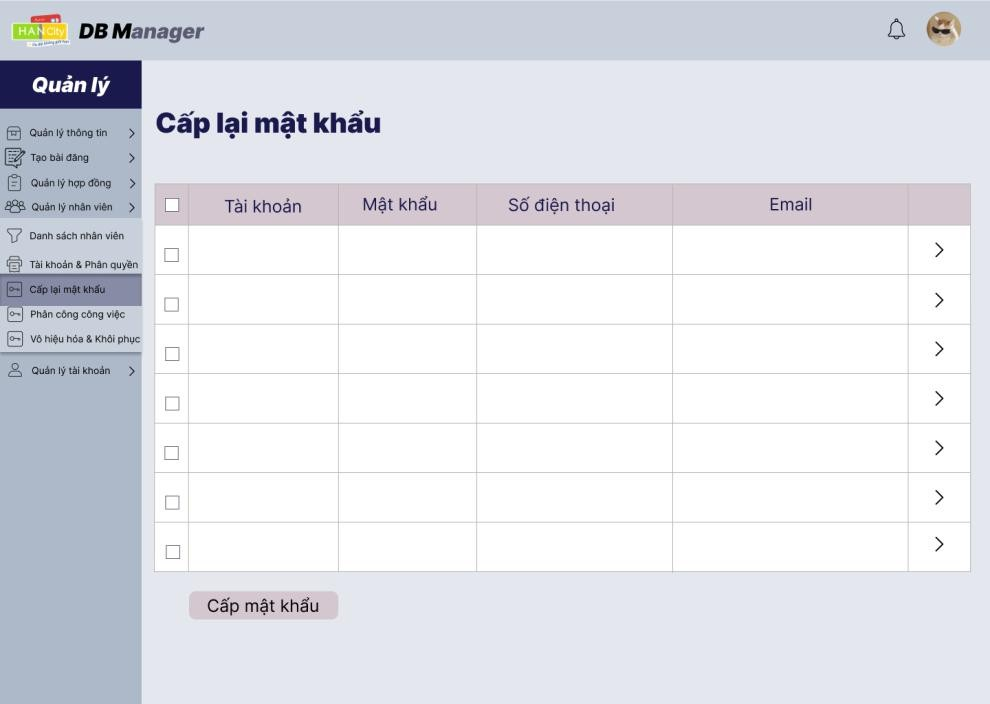 HANCity
DB Manager
Quản lý
Quản lý thông tin
Tạo bài đăng
Quản lý hợp đồng
Quản lý nhân viên
Danh sách nhân viên
Tài khoản & Phân quyền
Cấp lại mật khẩu
Phân công công việc
Vô hiệu hóa & Khôi phục
Quản lý tài khoản
Cấp lại mật khẩu
Tài khoản
Mật khẩu
Số điện thoại
Email
Cấp mật khẩu